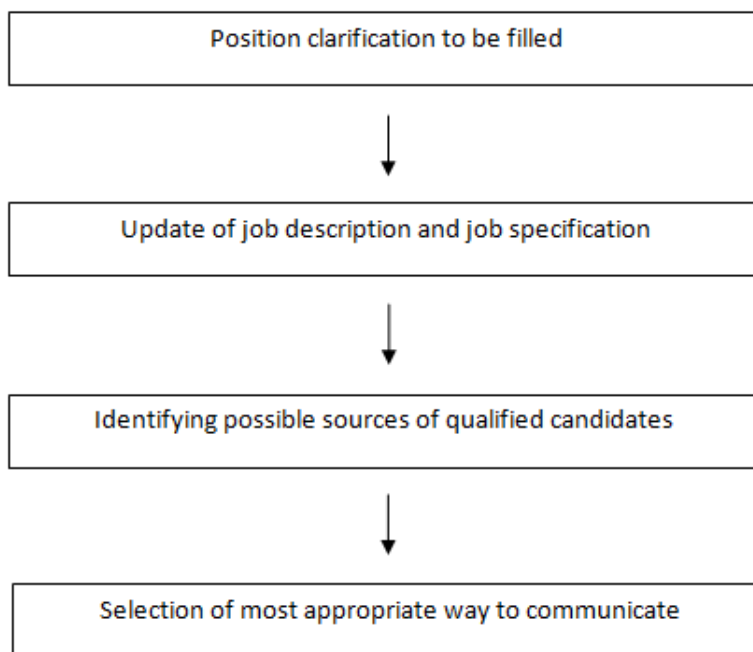 Position clarification to be filled
Update of job description and job specification
Identifying possible sources of qualified candidates
Selection of most appropriate way to communicate